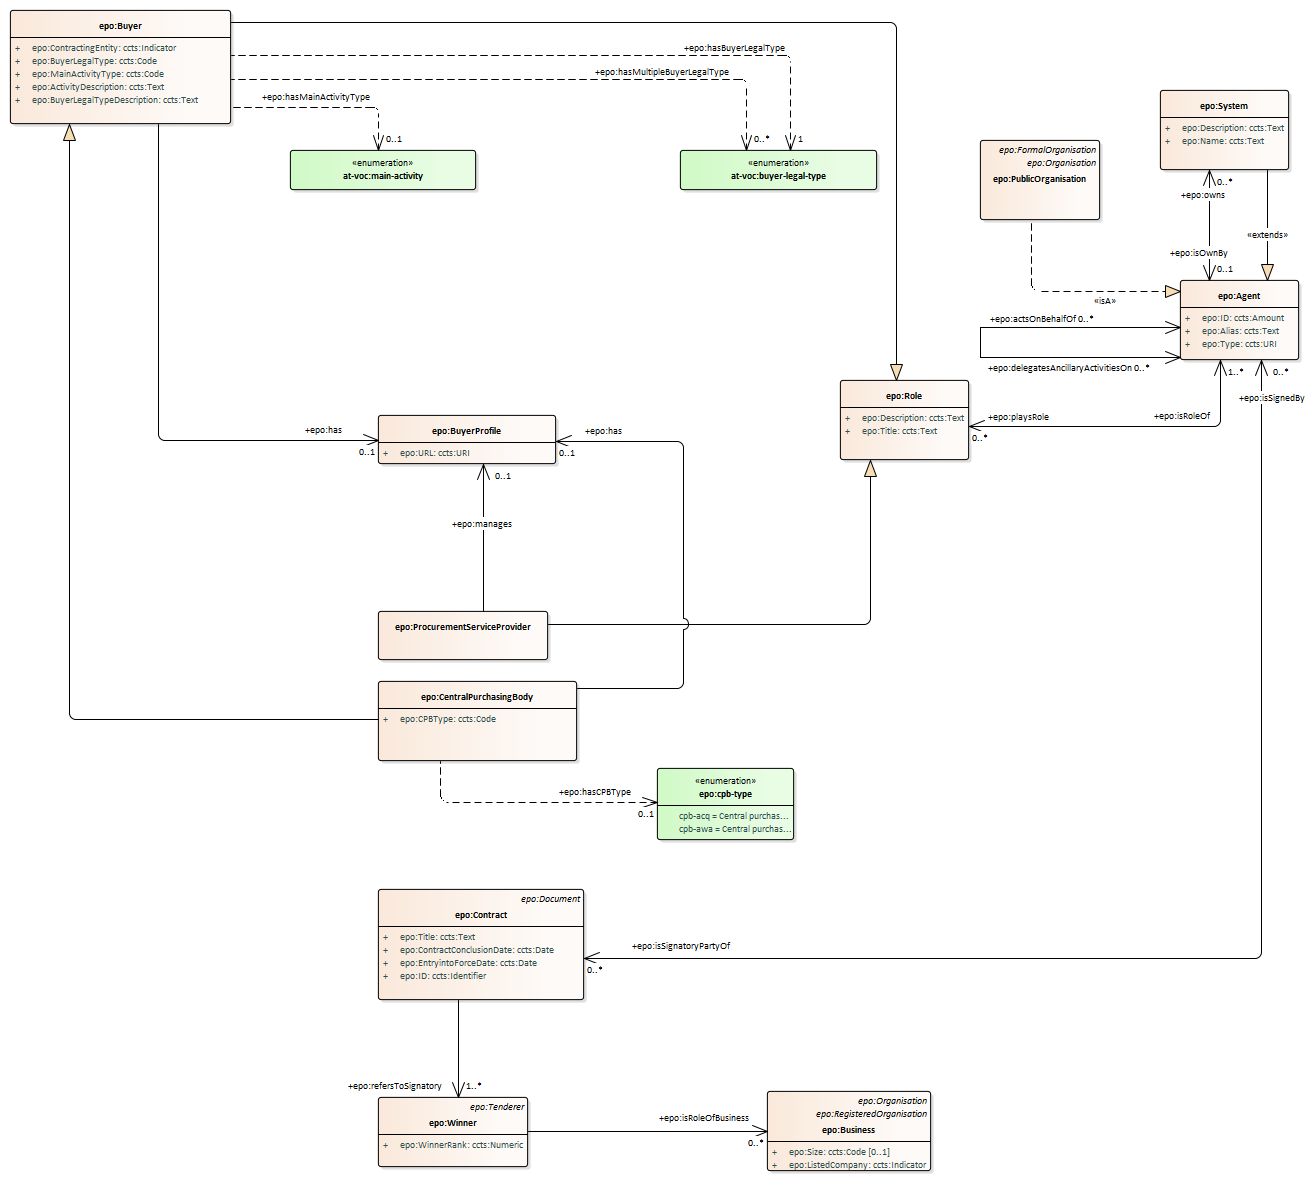 epo:Buyer
+ epo:ContractingEntity: ccts:Indicator
+ epo:BuyerLegalType: ccts:Code
+ epo:MainActivityType: ccts:Code
+ epo:ActivityDescription: ccts:Text
+ epo:BuyerLegalTypeDescription: ccts:Text
+epo:hasBuyerLegalType
+epo:hasMultipleBuyerLegalType
+epo:hasMainActivityType
0..1
0..*
1
«enumeration»
at-voc:main-activity
«enumeration»
at-voc:buyer-legal-type
epo:System
+ epo:Description: ccts:Text
+ epo:Name: ccts:Text
epo:FormalOrganisation
epo:Organisation
epo:PublicOrganisation
0..*
+epo:owns
«extends»
+epo:isOwnBy
0..1
«isA»
epo:Agent
+ epo:ID: ccts:Amount
+ epo:Alias: ccts:Text
+ epo:Type: ccts:URI
+epo:actsOnBehalfOf 0..*
+epo:delegatesAncillaryActivitiesOn 0..*
1..*
0..*
+epo:isSignedBy
epo:Role
+ epo:Description: ccts:Text
+ epo:Title: ccts:Text
+epo:playsRole
0..*
+epo:isRoleOf
+epo:has
0..1
epo:BuyerProfile
+ epo:URL: ccts:URI
+epo:has
0..1
0..1
+epo:manages
epo:ProcurementServiceProvider
epo:CentralPurchasingBody
+ epo:CPBType: ccts:Code
+epo:hasCPBType
0..1
«enumeration»
epo:cpb-type
cpb-acq = Central purchas...
cpb-awa = Central purchas...
epo:Document
epo:Contract
+ epo:Title: ccts:Text
+ epo:ContractConclusionDate: ccts:Date
+ epo:EntryintoForceDate: ccts:Date
+ epo:ID: ccts:Identifier
+epo:isSignatoryPartyOf
0..*
+epo:refersToSignatory
1..*
epo:Tenderer
epo:Winner
+ epo:WinnerRank: ccts:Numeric
+epo:isRoleOfBusiness
0..*
epo:Organisation
epo:RegisteredOrganisation
epo:Business
+ epo:Size: ccts:Code [0..1]
+ epo:ListedCompany: ccts:Indicator